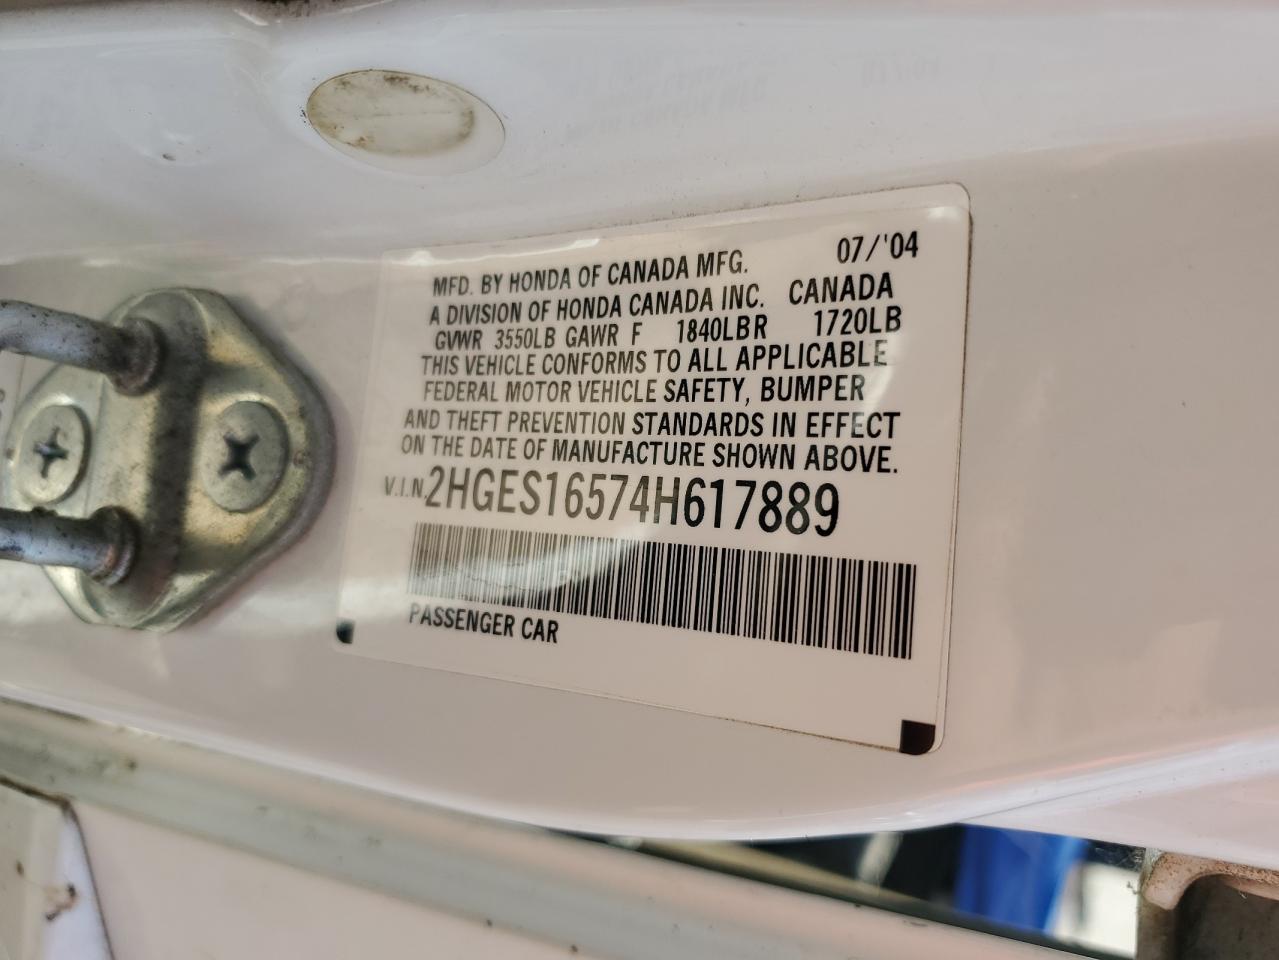 MFD. BY HONDA OF CANADA MFG. 07/'04
A DIVISION OF HONDA CANADA INC. CANADA
GVWR 3550LB GAWR F 1840LBR 1720LB
THIS VEHICLE CONFORMS TO ALL APPLICABLE
FEDERAL MOTOR VEHICLE SAFETY, BUMPER
AND THEFT PREVENTION STANDARDS IN EFFECT
ON THE DATE OF MANUFACTURE SHOWN ABOVE.
V.I.N. 2HGES16574H617889
PASSENGER CAR